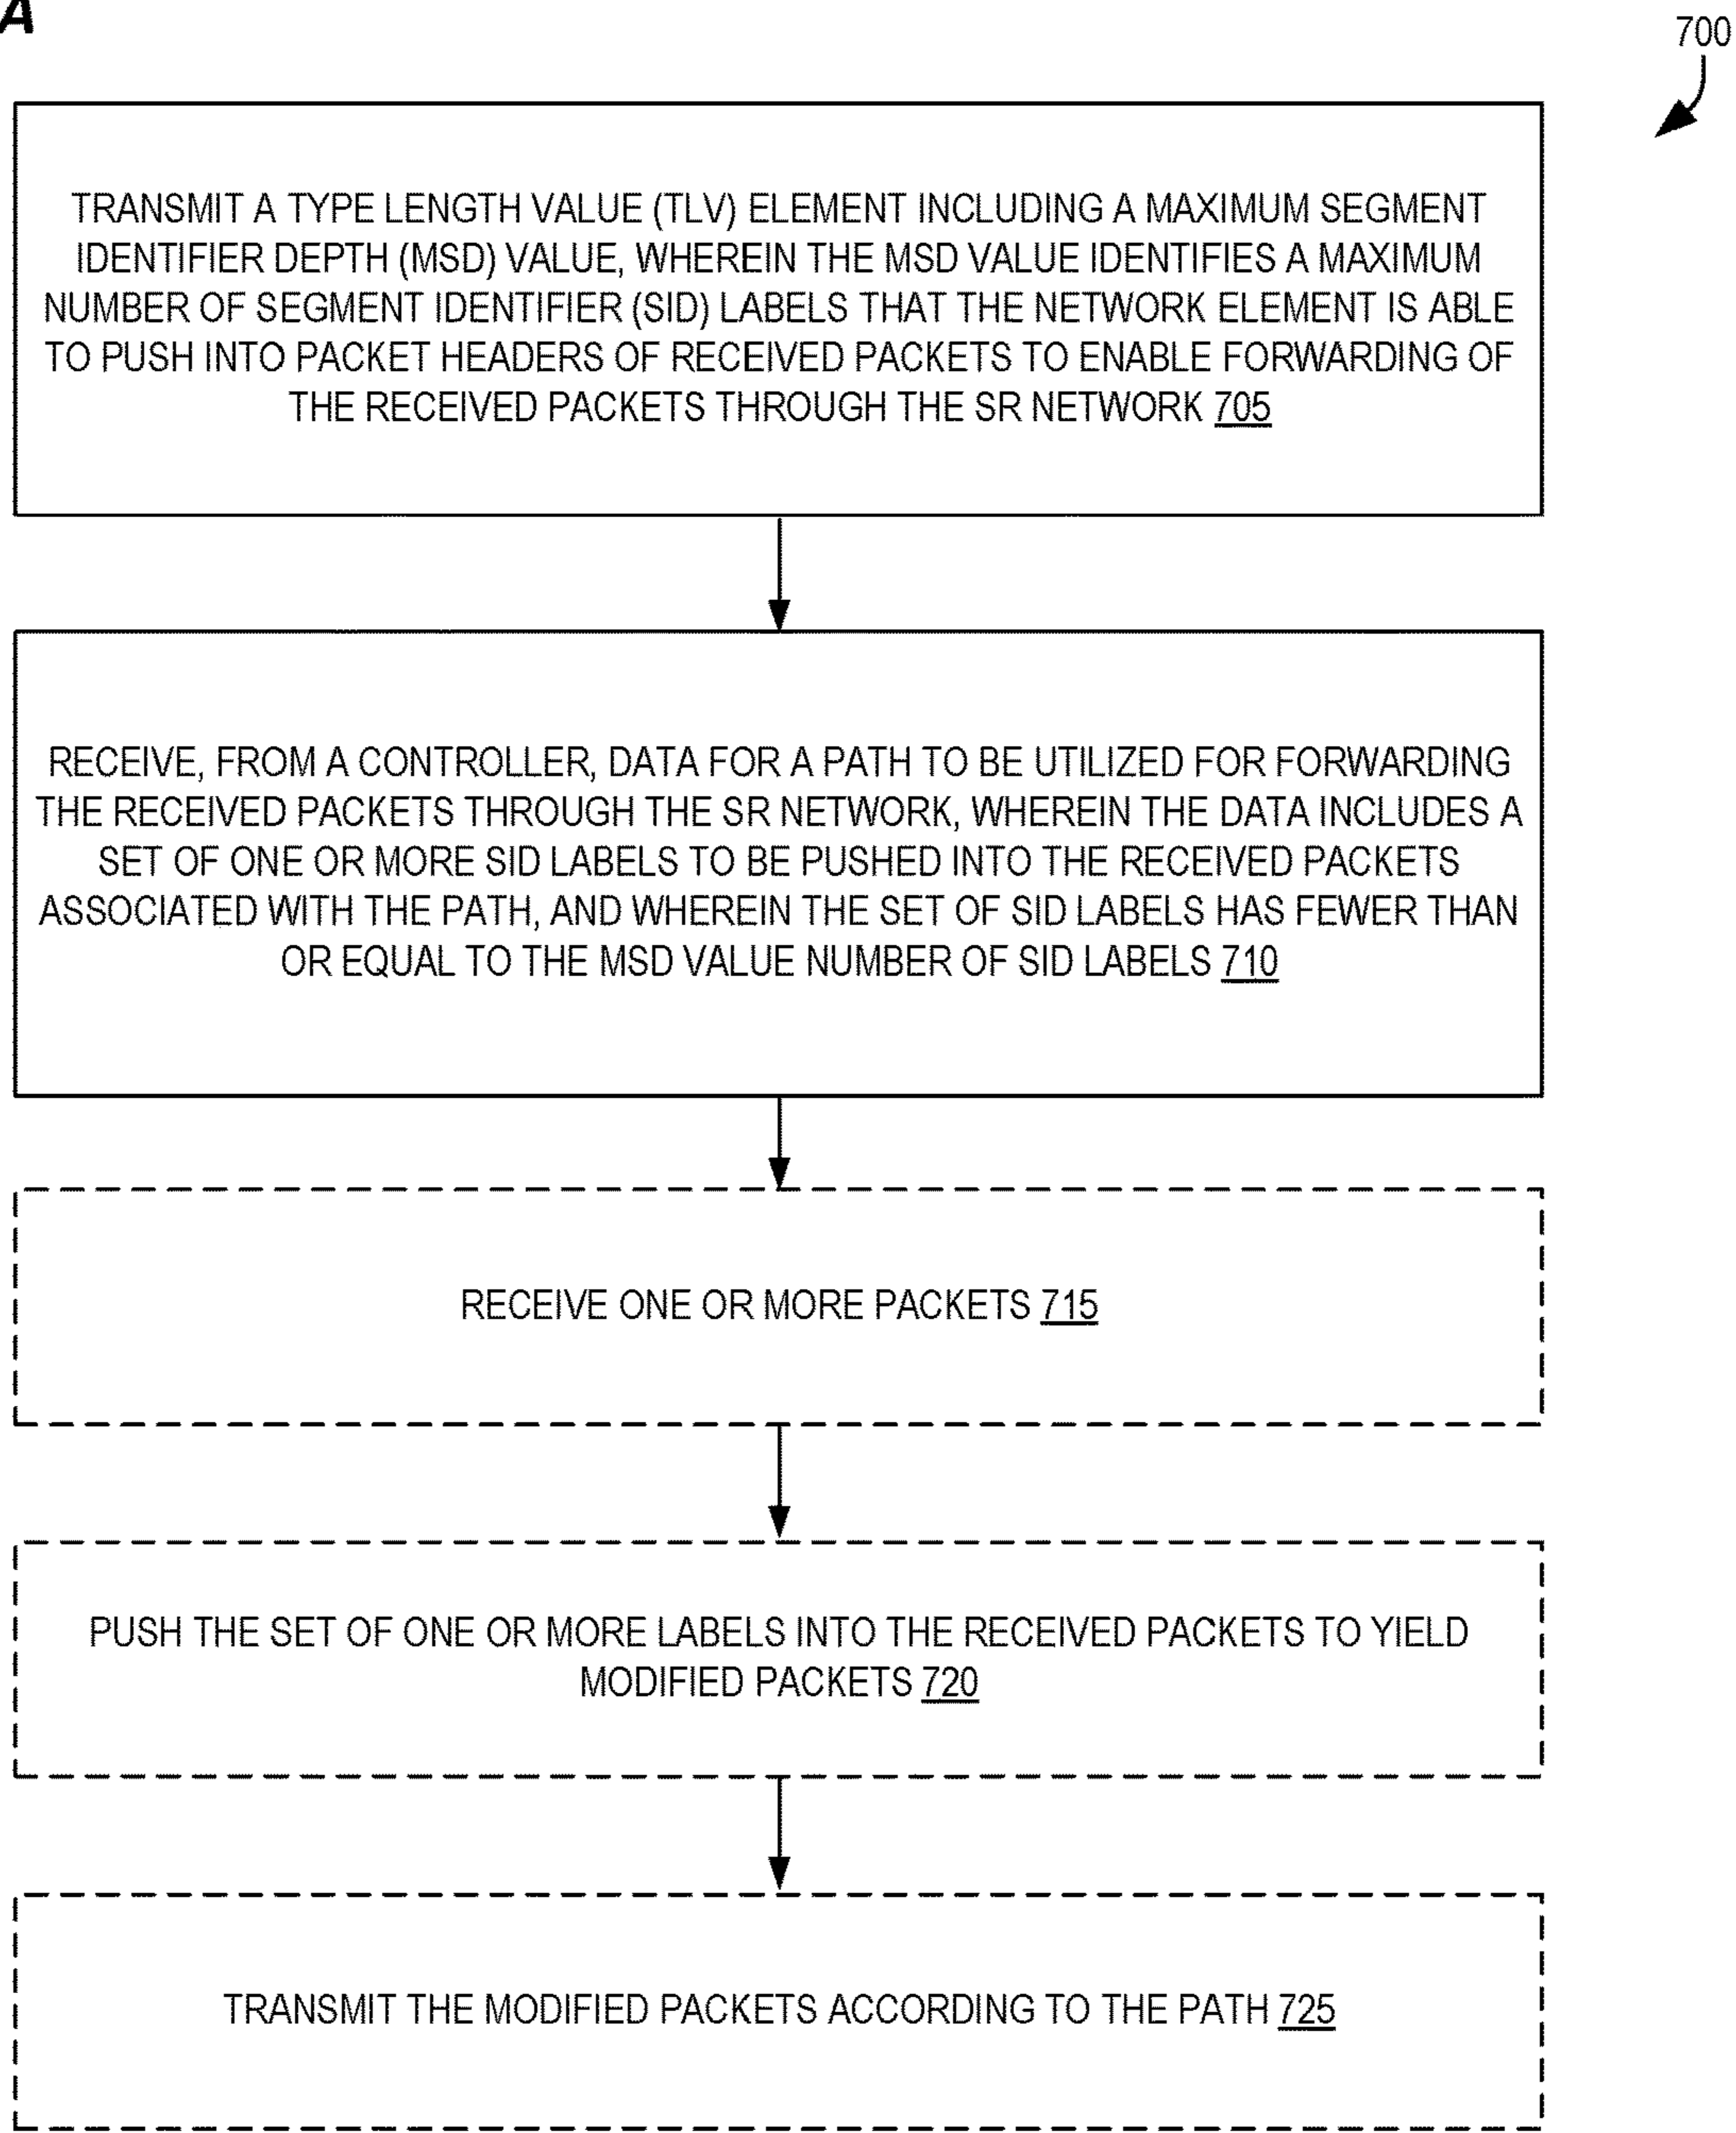 A
700
TRANSMIT A TYPE LENGTH VALUE (TLV) ELEMENT INCLUDING A MAXIMUM SEGMENT
IDENTIFIER DEPTH (MSD) VALUE, WHEREIN THE MSD VALUE IDENTIFIES A MAXIMUM
NUMBER OF SEGMENT IDENTIFIER (SID) LABELS THAT THE NETWORK ELEMENT IS ABLE
TO PUSH INTO PACKET HEADERS OF RECEIVED PACKETS TO ENABLE FORWARDING OF
THE RECEIVED PACKETS THROUGH THE SR NETWORK 705
RECEIVE, FROM A CONTROLLER, DATA FOR A PATH TO BE UTILIZED FOR FORWARDING
THE RECEIVED PACKETS THROUGH THE SR NETWORK, WHEREIN THE DATA INCLUDES A
SET OF ONE OR MORE SID LABELS TO BE PUSHED INTO THE RECEIVED PACKETS
ASSOCIATED WITH THE PATH, AND WHEREIN THE SET OF SID LABELS HAS FEWER THAN
OR EQUAL TO THE MSD VALUE NUMBER OF SID LABELS 710
RECEIVE ONE OR MORE PACKETS 715
PUSH THE SET OF ONE OR MORE LABELS INTO THE RECEIVED PACKETS TO YIELD
MODIFIED PACKETS 720
TRANSMIT THE MODIFIED PACKETS ACCORDING TO THE PATH 725